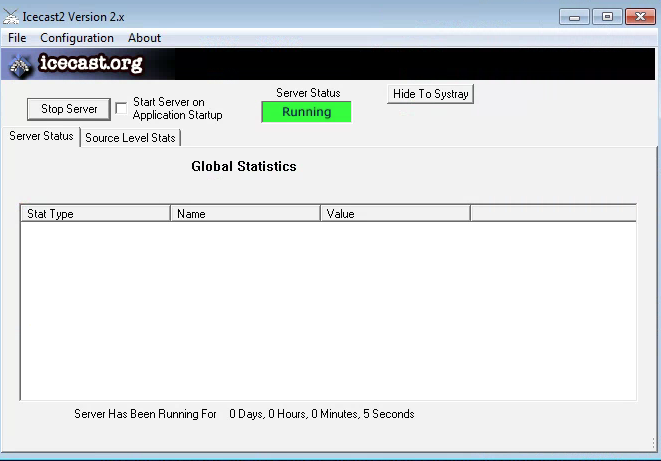 Icecast2 Version 2.x
File Configuration About
icecast.org
Server Status
Hide To Systray
Stop Server
Start Server on
Application Startup
Running
Server Status Source Level Stats
Global Statistics
Stat Type Name Value
Server Has Been Running For 0 Days, 0 Hours, 0 Minutes, 5 Seconds